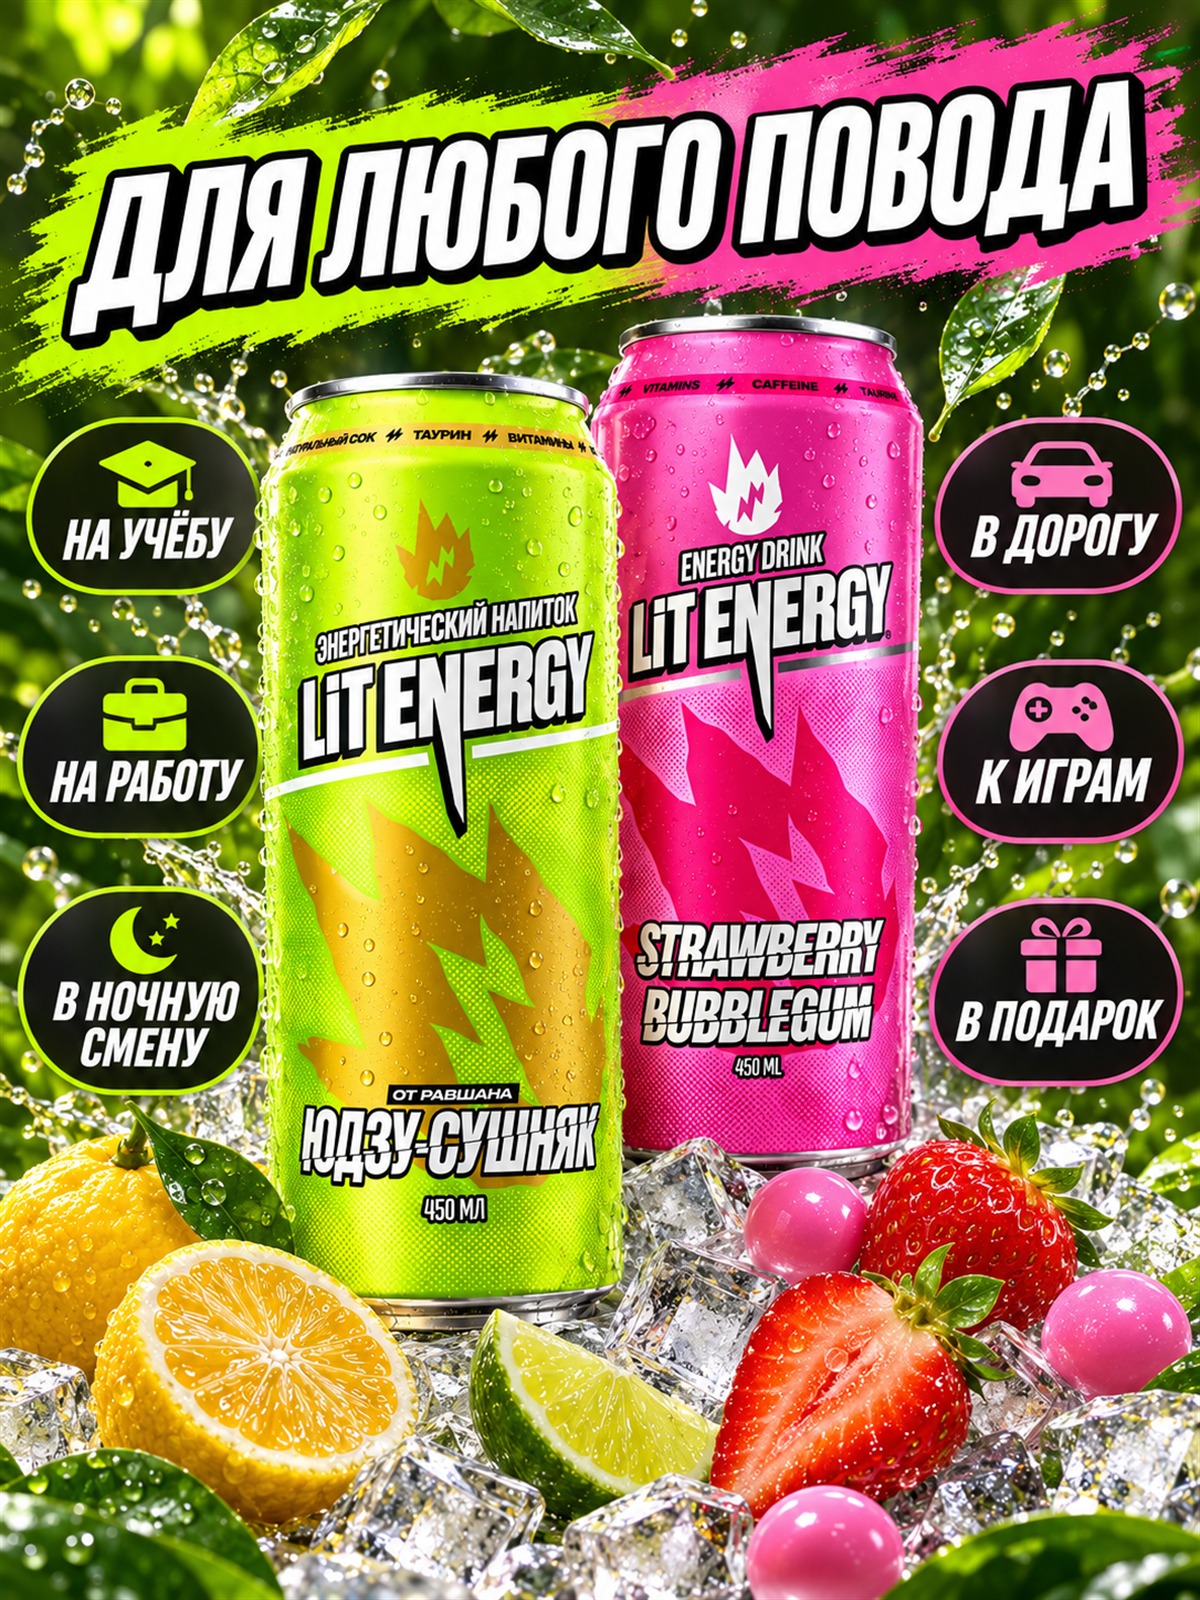 ДЛЯ ЛЮБОГО ПОВОДА
НА УЧЁБУ
НА РАБОТУ
В НОЧНУЮ
СМЕНУ
НАТУРАЛЬНЫЙ СОК ТАУРИН ВИТАМИНЫ
ЭНЕРГЕТИЧЕСКИЙ НАПИТОК
LiT ENERGY
ОТ РАВШАНА
ЮДЗУ-СУШНЯК
450 МЛ
VITAMINS CAFFEINE TAURINE
ENERGY DRINK
LiT ENERGY
STRAWBERRY
BUBBLEGUM
450 ML
В ДОРОГУ
К ИГРАМ
В ПОДАРОК